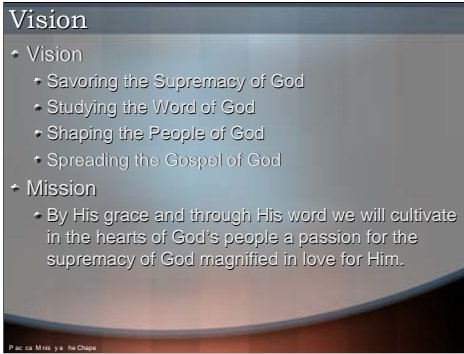 Vision
Vision
Savoring the Supremacy of God
Studying the Word of God
Shaping the People of God
Spreading the Gospel of God
Mission
By His grace and through His word we will cultivate
in the hearts of God's people a passion for the
supremacy of God magnified in love for Him.